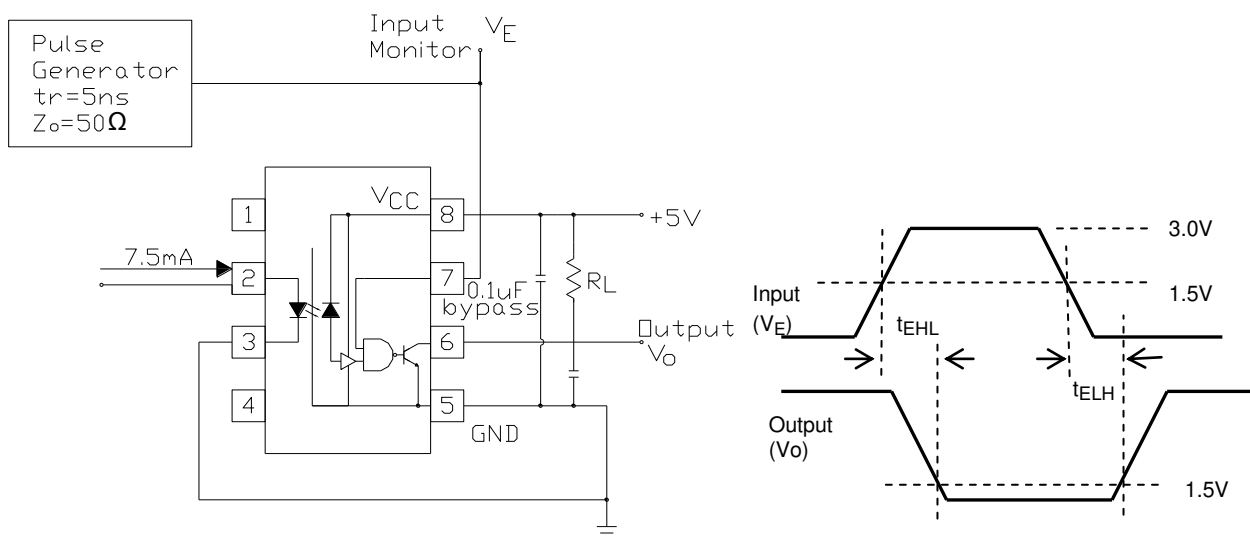 Pulse
Generator
tr=5ns
Zo=50Ω
Input
Monitor
VE
1
2
3
4
VCC
8
7
6
5
7.5mA
+5V
0.1uF
bypass
RL
Output
Vo
GND
Input
(VE)
3.0V
1.5V
tEHL
tELH
Output
(Vo)
1.5V